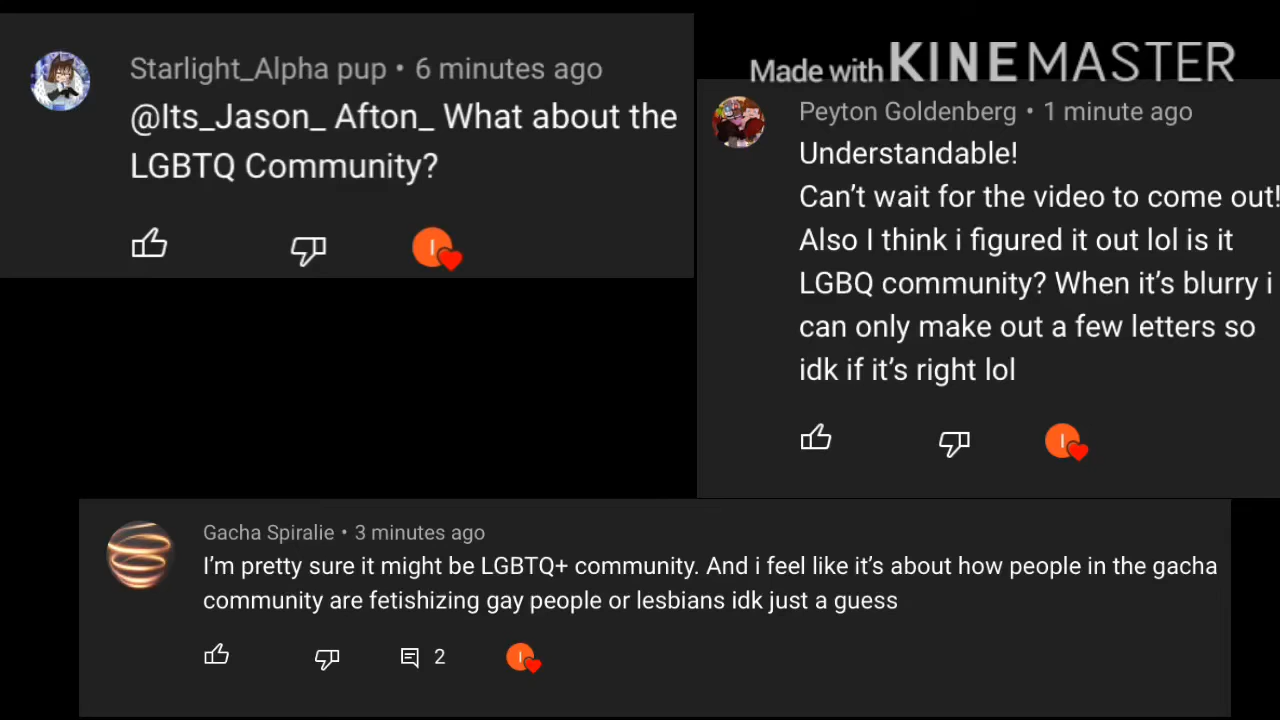 Starlight_Alpha pup • 6 minutes ago
@Its_Jason_ Afton_ What about the
LGBTQ Community?
I
Made with KINEMASTER
Peyton Goldenberg • 1 minute ago
Understandable!
Can't wait for the video to come out!
Also I think i figured it out lol is it
LGBQ community? When it's blurry i
can only make out a few letters so
idk if it's right lol
I
Gacha Spiralie • 3 minutes ago
I'm pretty sure it might be LGBTQ+ community. And i feel like it's about how people in the gacha
community are fetishizing gay people or lesbians idk just a guess
2
I